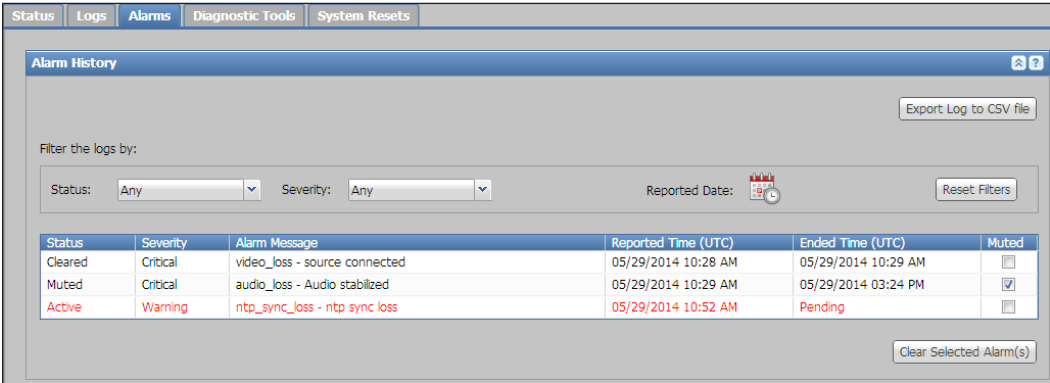 Status Logs Alarms Diagnostic Tools System Resets
Alarm History ?
Export Log to CSV file
Filter the logs by:
Status: Any Severity: Any Reported Date: Reset Filters
Status Severity Alarm Message Reported Time (UTC) Ended Time (UTC) Muted
Cleared Critical video_loss - source connected 05/29/2014 10:28 AM 05/29/2014 10:29 AM
Muted Critical audio_loss - Audio stabilized 05/29/2014 10:29 AM 05/29/2014 03:24 PM
Active Warning ntp_sync_loss - ntp sync loss 05/29/2014 10:52 AM Pending
Clear Selected Alarm(s)